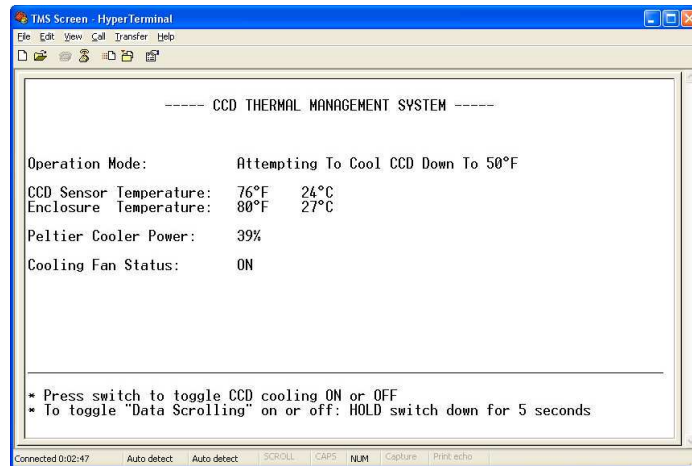 TMS Screen - HyperTerminal
File Edit View Call Transfer Help
----- CCD THERMAL MANAGEMENT SYSTEM -----
Operation Mode: Attempting To Cool CCD Down To 50°F
CCD Sensor Temperature: 76°F 24°C
Enclosure Temperature: 80°F 27°C
Peltier Cooler Power: 39%
Cooling Fan Status: ON
* Press switch to toggle CCD cooling ON or OFF
* To toggle "Data Scrolling" on or off: HOLD switch down for 5 seconds
Connected 0:02:47 Auto detect Auto detect SCROLL CAPS NUM Capture Print echo